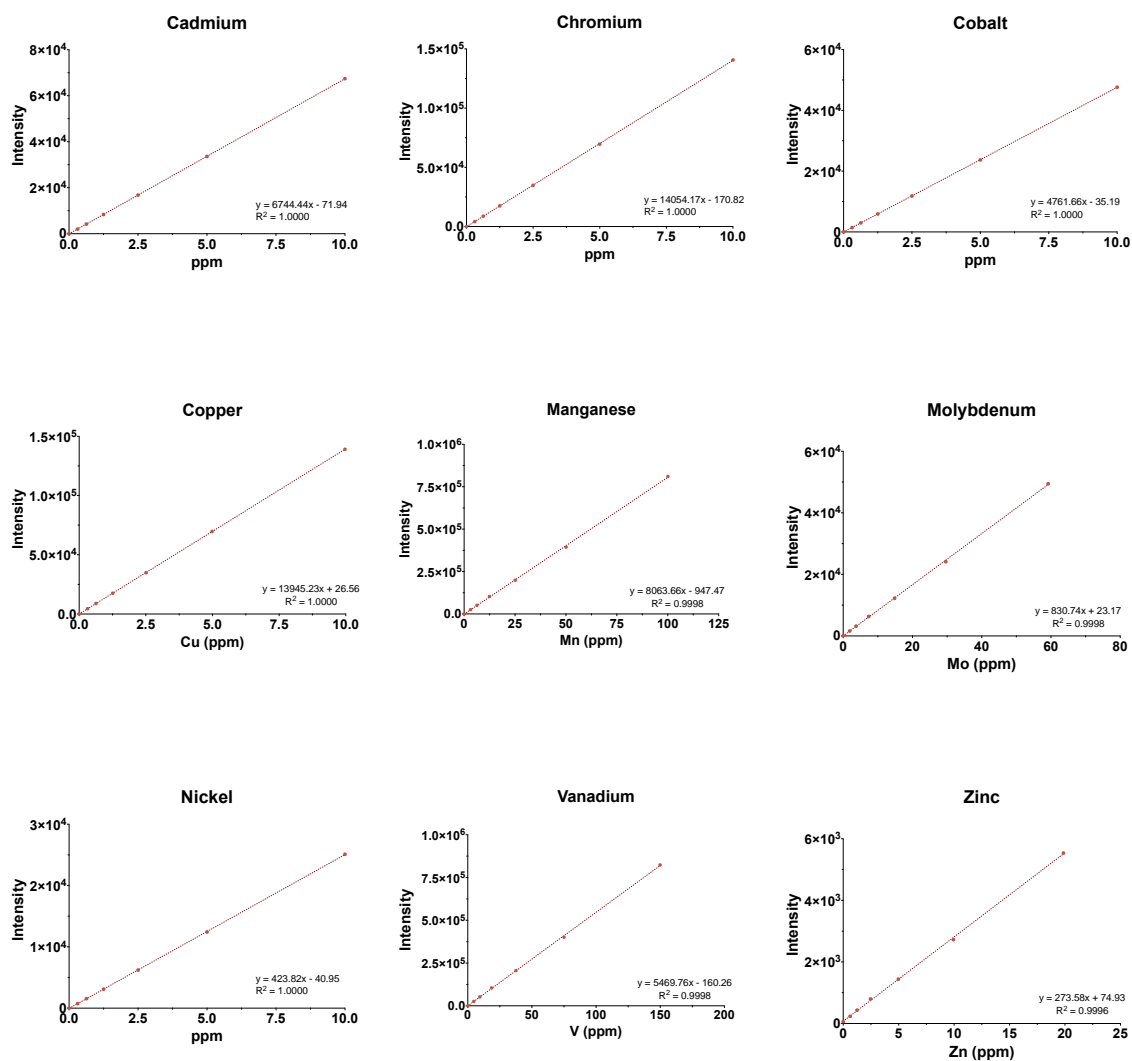 Cadmium
8×10⁴
6×10⁴
4×10⁴
2×10⁴
0
Intensity
y = 6744.44x - 71.94
R² = 1.0000
0.0 2.5 5.0 7.5 10.0
ppm
Chromium
1.5×10⁵
1.0×10⁵
5.0×10⁴
0.0
Intensity
y = 14054.17x - 170.82
R² = 1.0000
0.0 2.5 5.0 7.5 10.0
ppm
Cobalt
6×10⁴
4×10⁴
2×10⁴
0
Intensity
y = 4761.66x - 35.19
R² = 1.0000
0.0 2.5 5.0 7.5 10.0
ppm
Copper
1.5×10⁵
1.0×10⁵
5.0×10⁴
0.0
Intensity
y = 13945.23x + 26.56
R² = 1.0000
0.0 2.5 5.0 7.5 10.0
Cu (ppm)
Manganese
1.0×10⁶
7.5×10⁵
5.0×10⁵
2.5×10⁵
0.0
Intensity
y = 8063.66x - 947.47
R² = 0.9998
0 25 50 75 100 125
Mn (ppm)
Molybdenum
6×10⁴
4×10⁴
2×10⁴
0
Intensity
y = 830.74x + 23.17
R² = 0.9998
0 20 40 60 80
Mo (ppm)
Nickel
3×10⁴
2×10⁴
1×10⁴
0
Intensity
y = 423.82x - 40.95
R² = 1.0000
0.0 2.5 5.0 7.5 10.0
ppm
Vanadium
1.0×10⁶
7.5×10⁵
5.0×10⁵
2.5×10⁵
0.0
Intensity
y = 5469.76x - 160.26
R² = 0.9998
0 50 100 150 200
V (ppm)
Zinc
6×10³
4×10³
2×10³
0
Intensity
y = 273.58x + 74.93
R² = 0.9996
0 5 10 15 20 25
Zn (ppm)